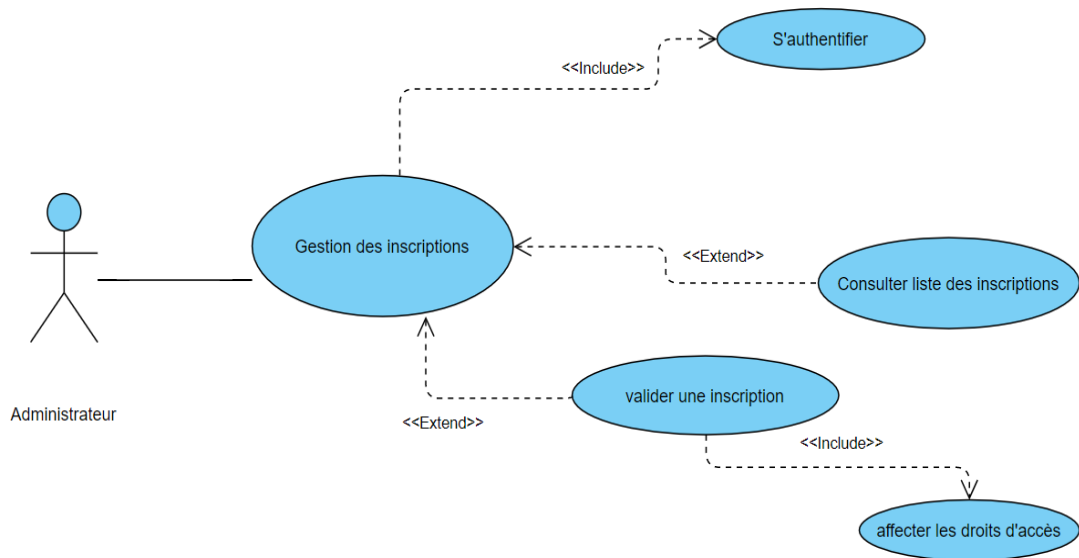 S'authentifier
<<Include>>
Gestion des inscriptions
<<Extend>>
Consulter liste des inscriptions
valider une inscription
Administrateur
<<Extend>>
<<Include>>
affecter les droits d'accès